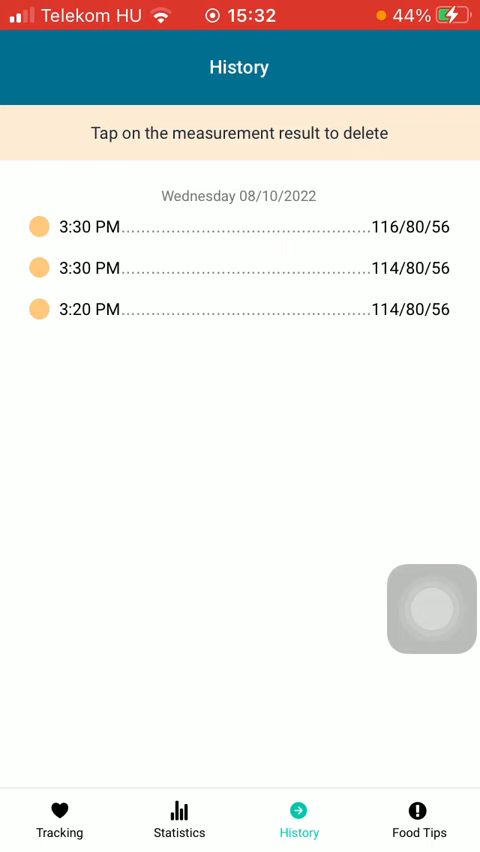 Telekom HU 15:32 44%
History
Tap on the measurement result to delete
Wednesday 08/10/2022
3:30 PM..................................................116/80/56
3:30 PM..................................................114/80/56
3:20 PM..................................................114/80/56
Tracking Statistics History Food Tips